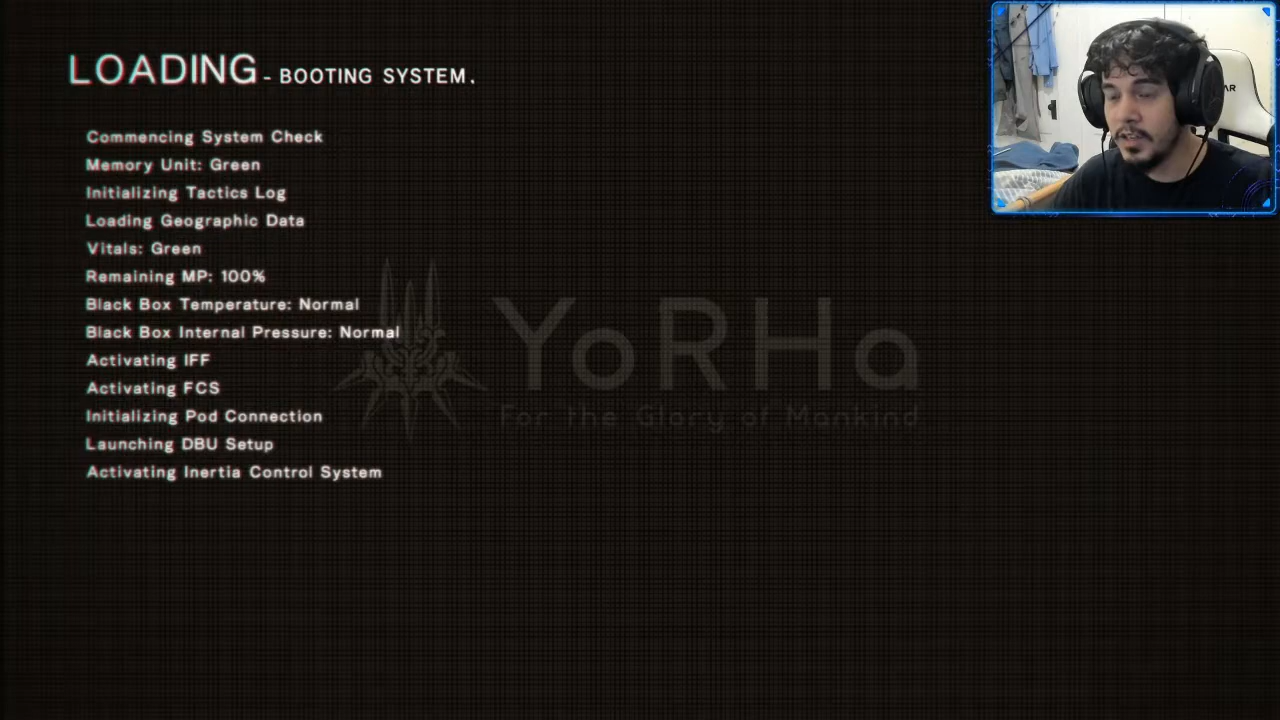 LOADING - BOOTING SYSTEM.
Commencing System Check
Memory Unit: Green
Initializing Tactics Log
Loading Geographic Data
Vitals: Green
Remaining MP: 100%
Black Box Temperature: Normal
Black Box Internal Pressure: Normal
Activating IFF
Activating FCS
Initializing Pod Connection
Launching DBU Setup
Activating Inertia Control System
YoRHa
For the Glory of Mankind